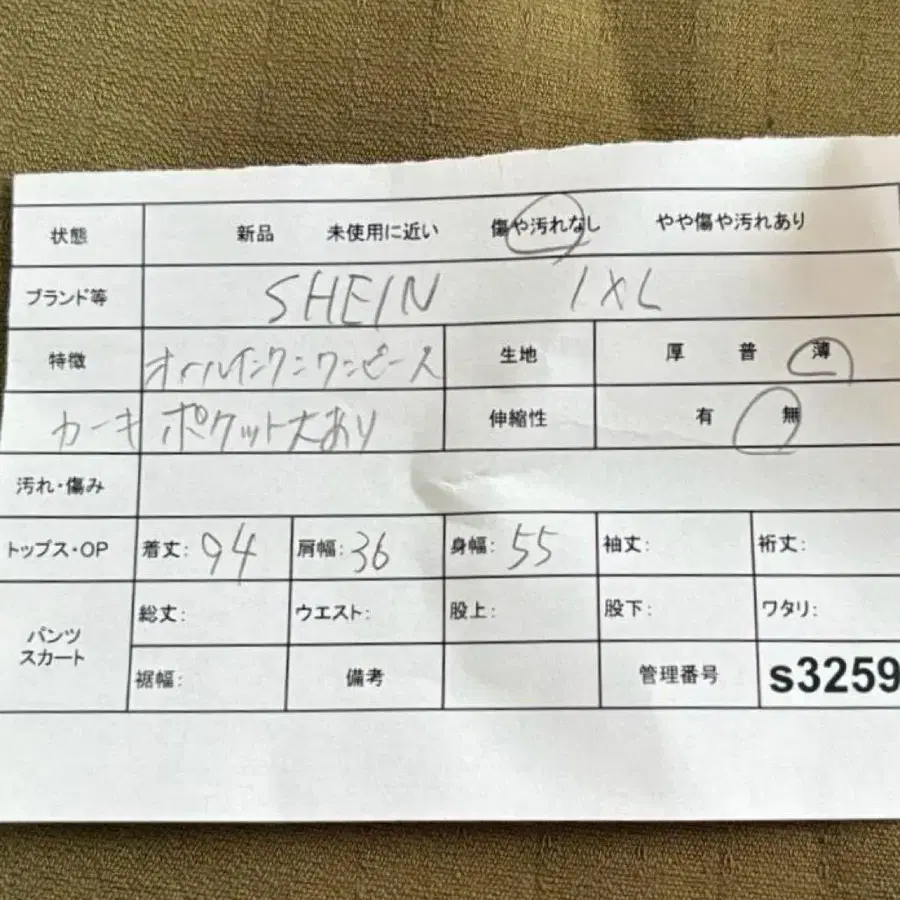 状態 新品 未使用に近い 傷や汚れなし やや傷や汚れあり
ブランド等 SHEIN 1XL
特徴 オールインワンワンピース 生地 厚 普 薄
カーキ ポケット大あり 伸縮性 有 無
汚れ・傷み
トップス・OP 着丈: 94 肩幅: 36 身幅: 55 袖丈: 裄丈:
パンツ スカート 総丈: ウエスト: 股上: 股下: ワタリ:
裾幅: 備考 管理番号 s3259